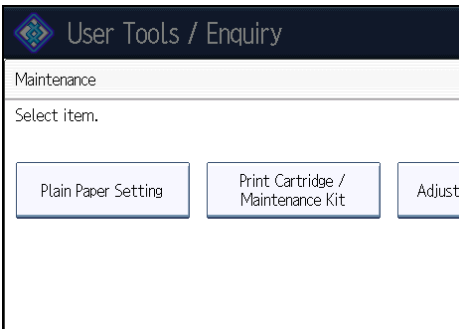 User Tools / Enquiry
Maintenance
Select item.
Plain Paper Setting
Print Cartridge /
Maintenance Kit
Adjust